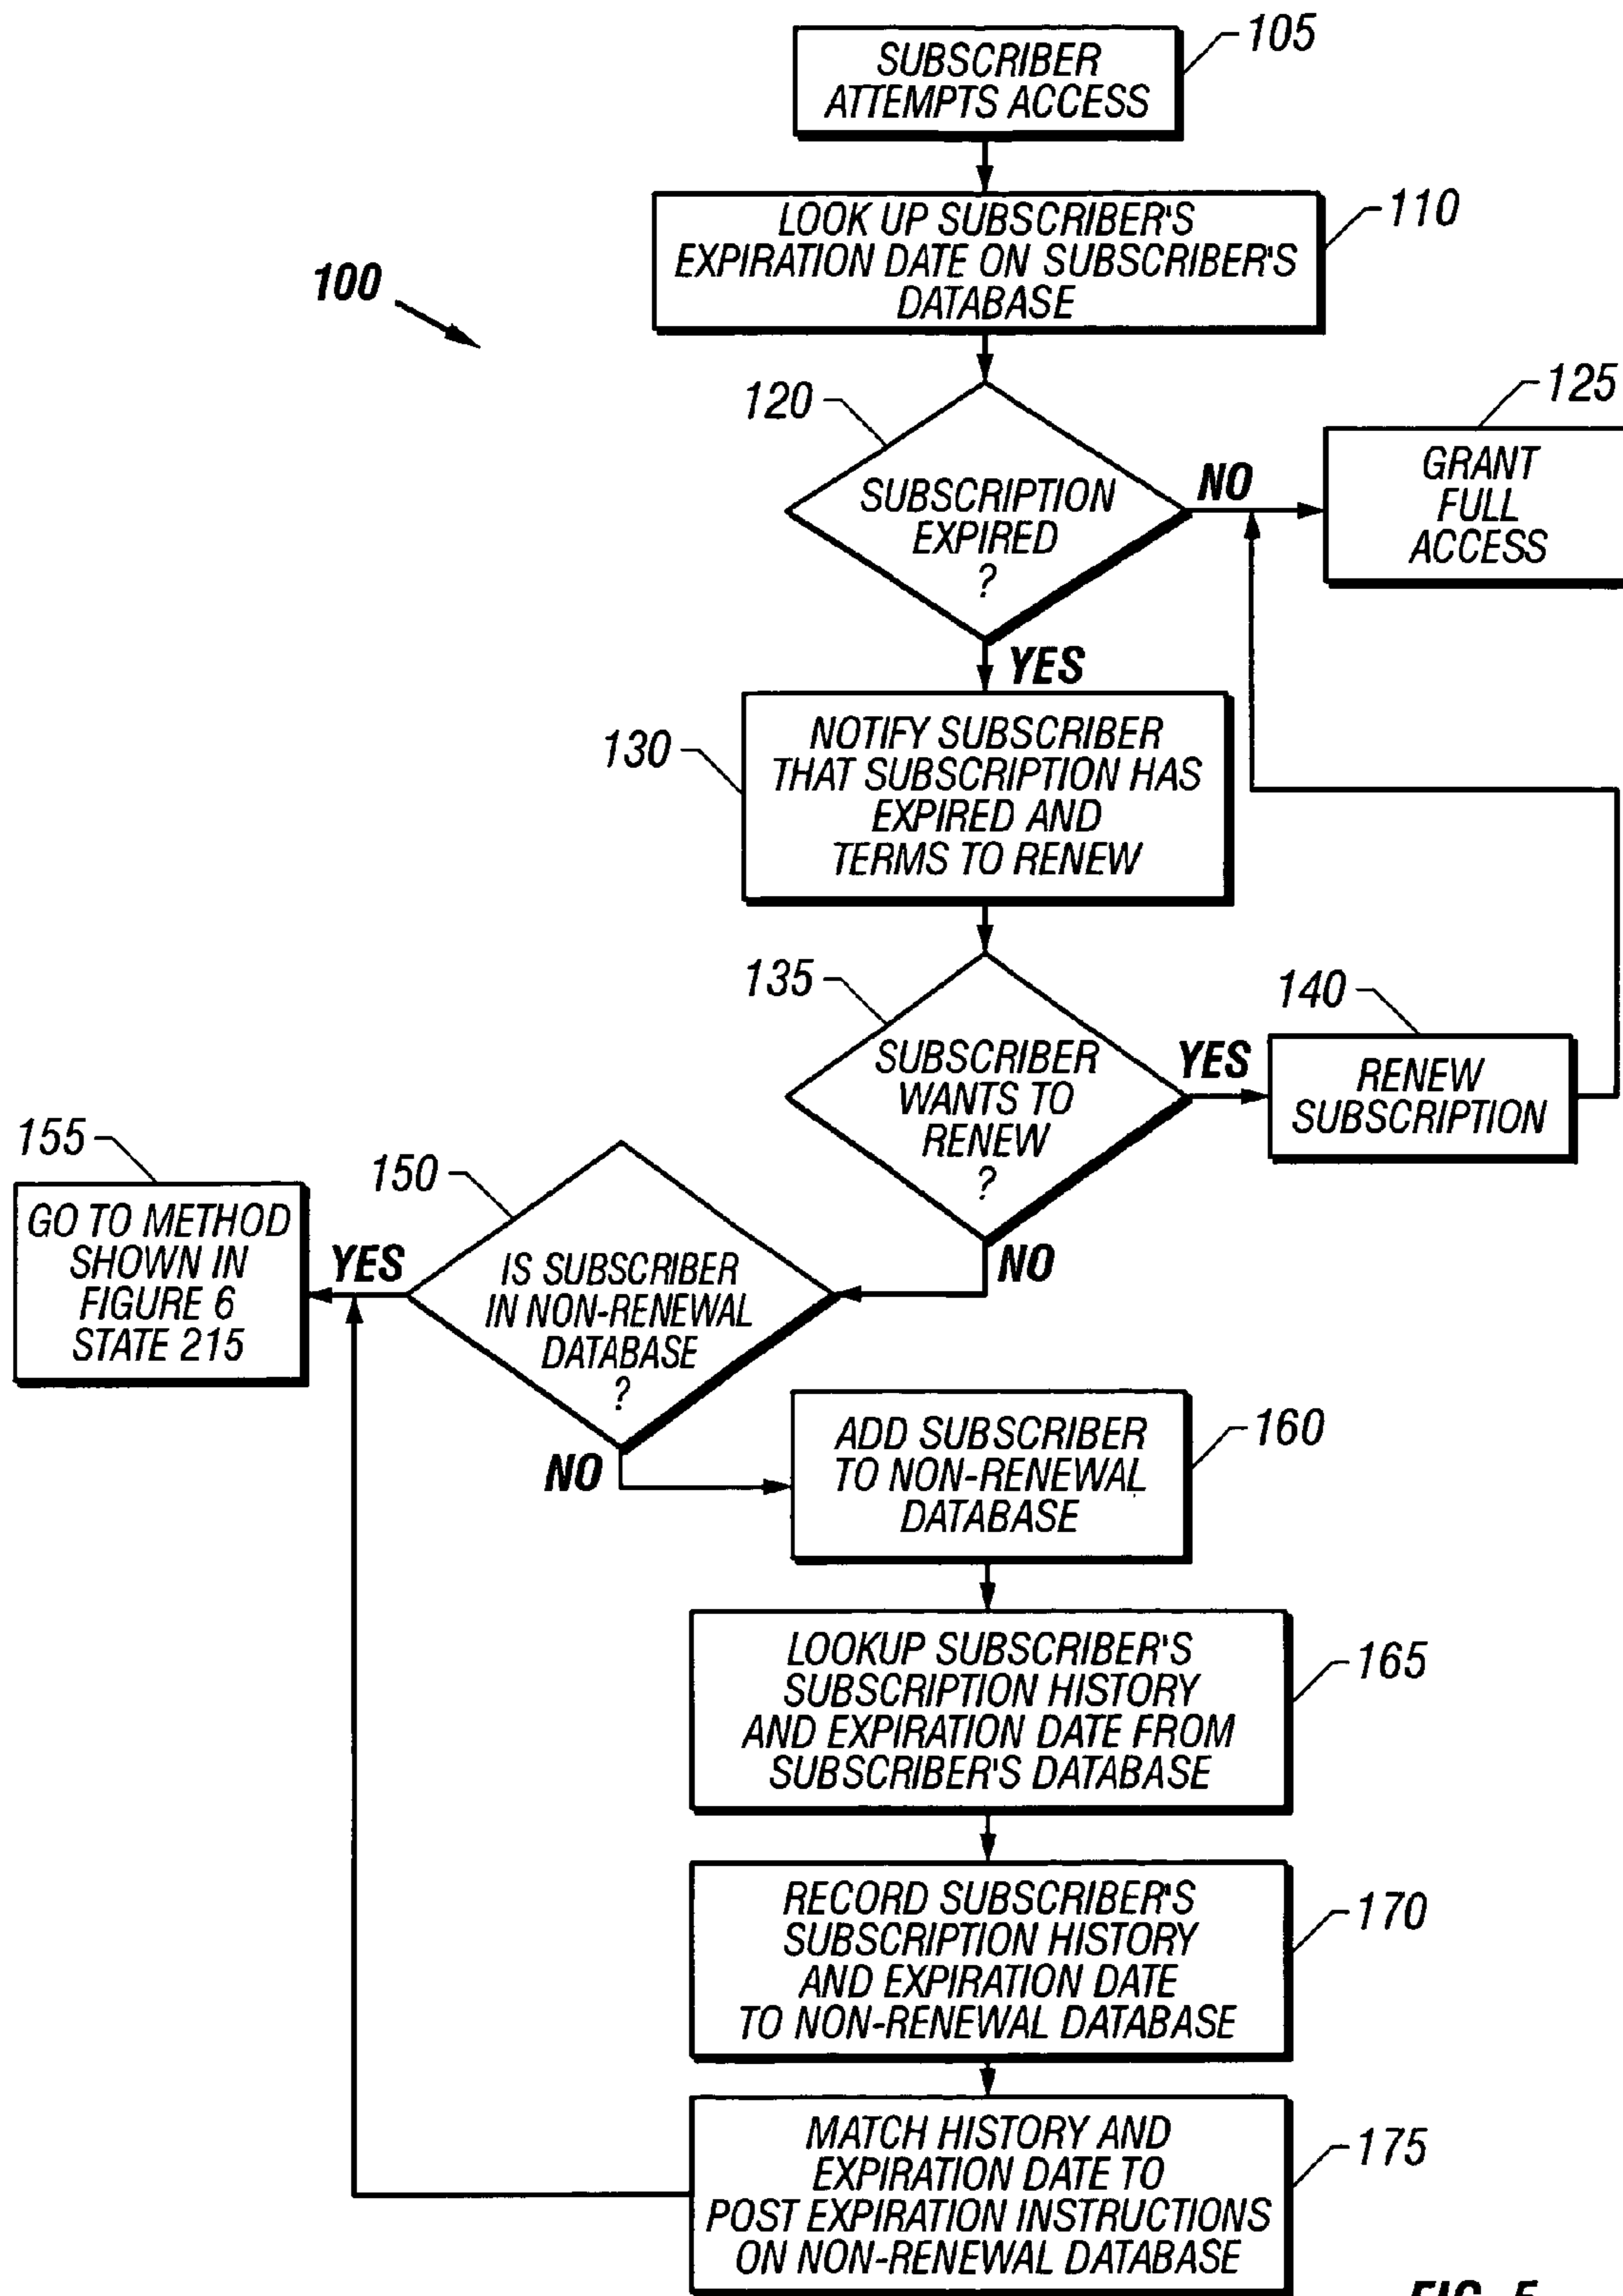 105
SUBSCRIBER
ATTEMPTS ACCESS
110
LOOK UP SUBSCRIBER'S
EXPIRATION DATE ON SUBSCRIBER'S
DATABASE
100
120
SUBSCRIPTION
EXPIRED
?
NO
125
GRANT
FULL
ACCESS
YES
130
NOTIFY SUBSCRIBER
THAT SUBSCRIPTION HAS
EXPIRED AND
TERMS TO RENEW
135
SUBSCRIBER
WANTS TO
RENEW
?
YES
140
RENEW
SUBSCRIPTION
NO
155
GO TO METHOD
SHOWN IN
FIGURE 6
STATE 215
YES
150
IS SUBSCRIBER
IN NON-RENEWAL
DATABASE
?
NO
160
ADD SUBSCRIBER
TO NON-RENEWAL
DATABASE
165
LOOKUP SUBSCRIBER'S
SUBSCRIPTION HISTORY
AND EXPIRATION DATE FROM
SUBSCRIBER'S DATABASE
170
RECORD SUBSCRIBER'S
SUBSCRIPTION HISTORY
AND EXPIRATION DATE
TO NON-RENEWAL DATABASE
175
MATCH HISTORY AND
EXPIRATION DATE TO
POST EXPIRATION INSTRUCTIONS
ON NON-RENEWAL DATABASE
FIG. 5